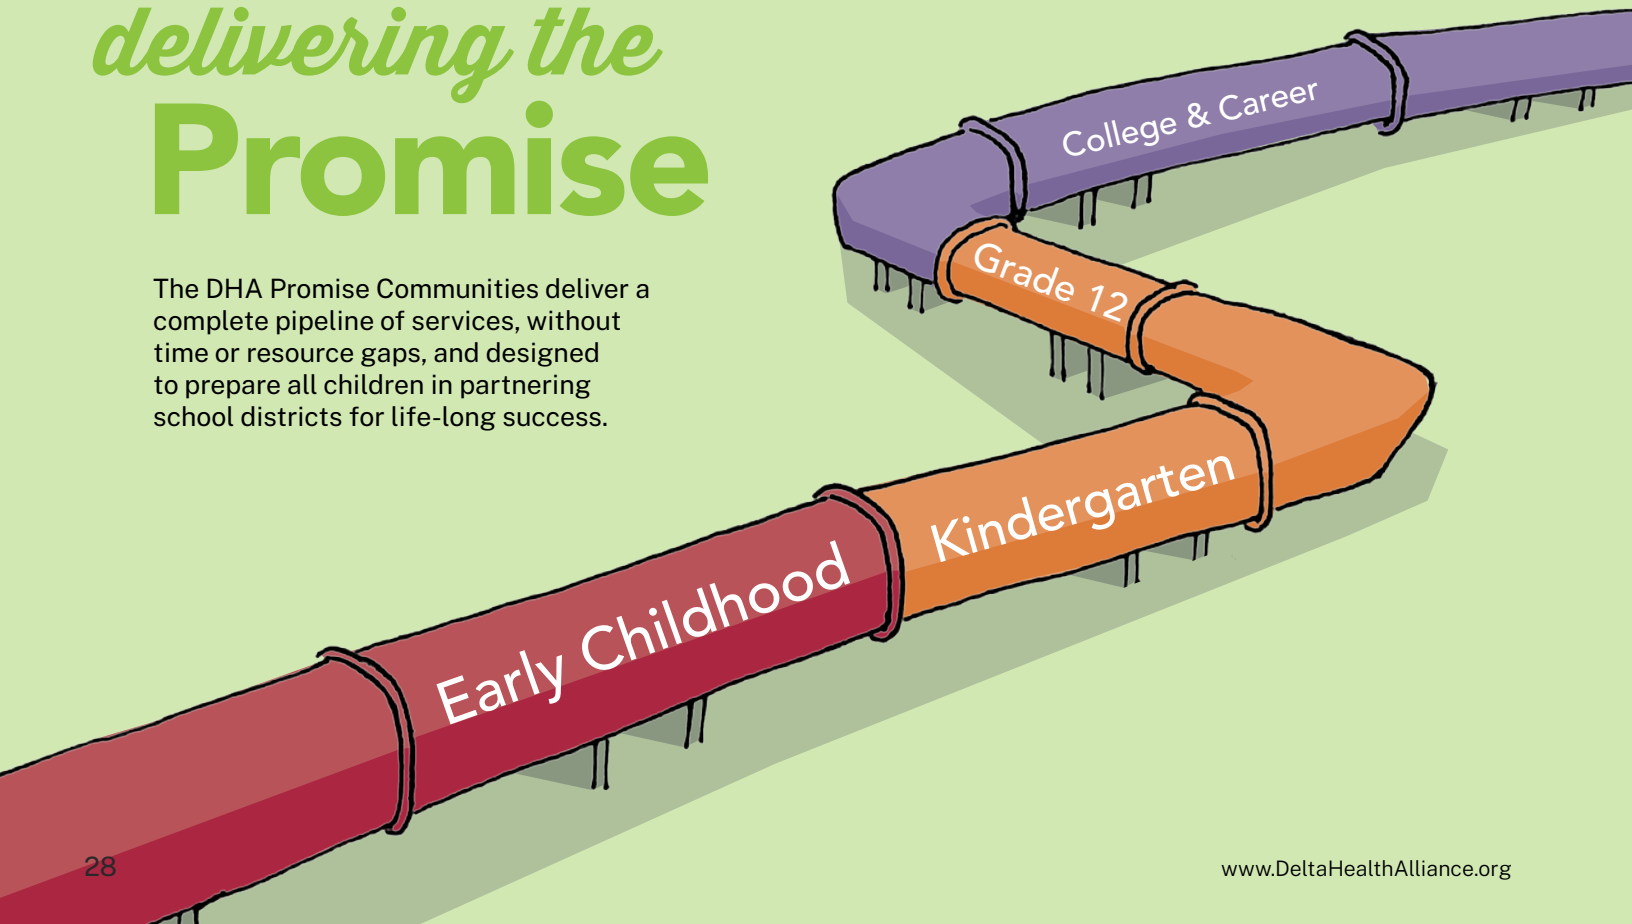 delivering the
Promise
The DHA Promise Communities deliver a
complete pipeline of services, without
time or resource gaps, and designed
to prepare all children in partnering
school districts for life-long success.
College & Career
Grade 12
Kindergarten
Early Childhood
28
www.DeltaHealthAlliance.org